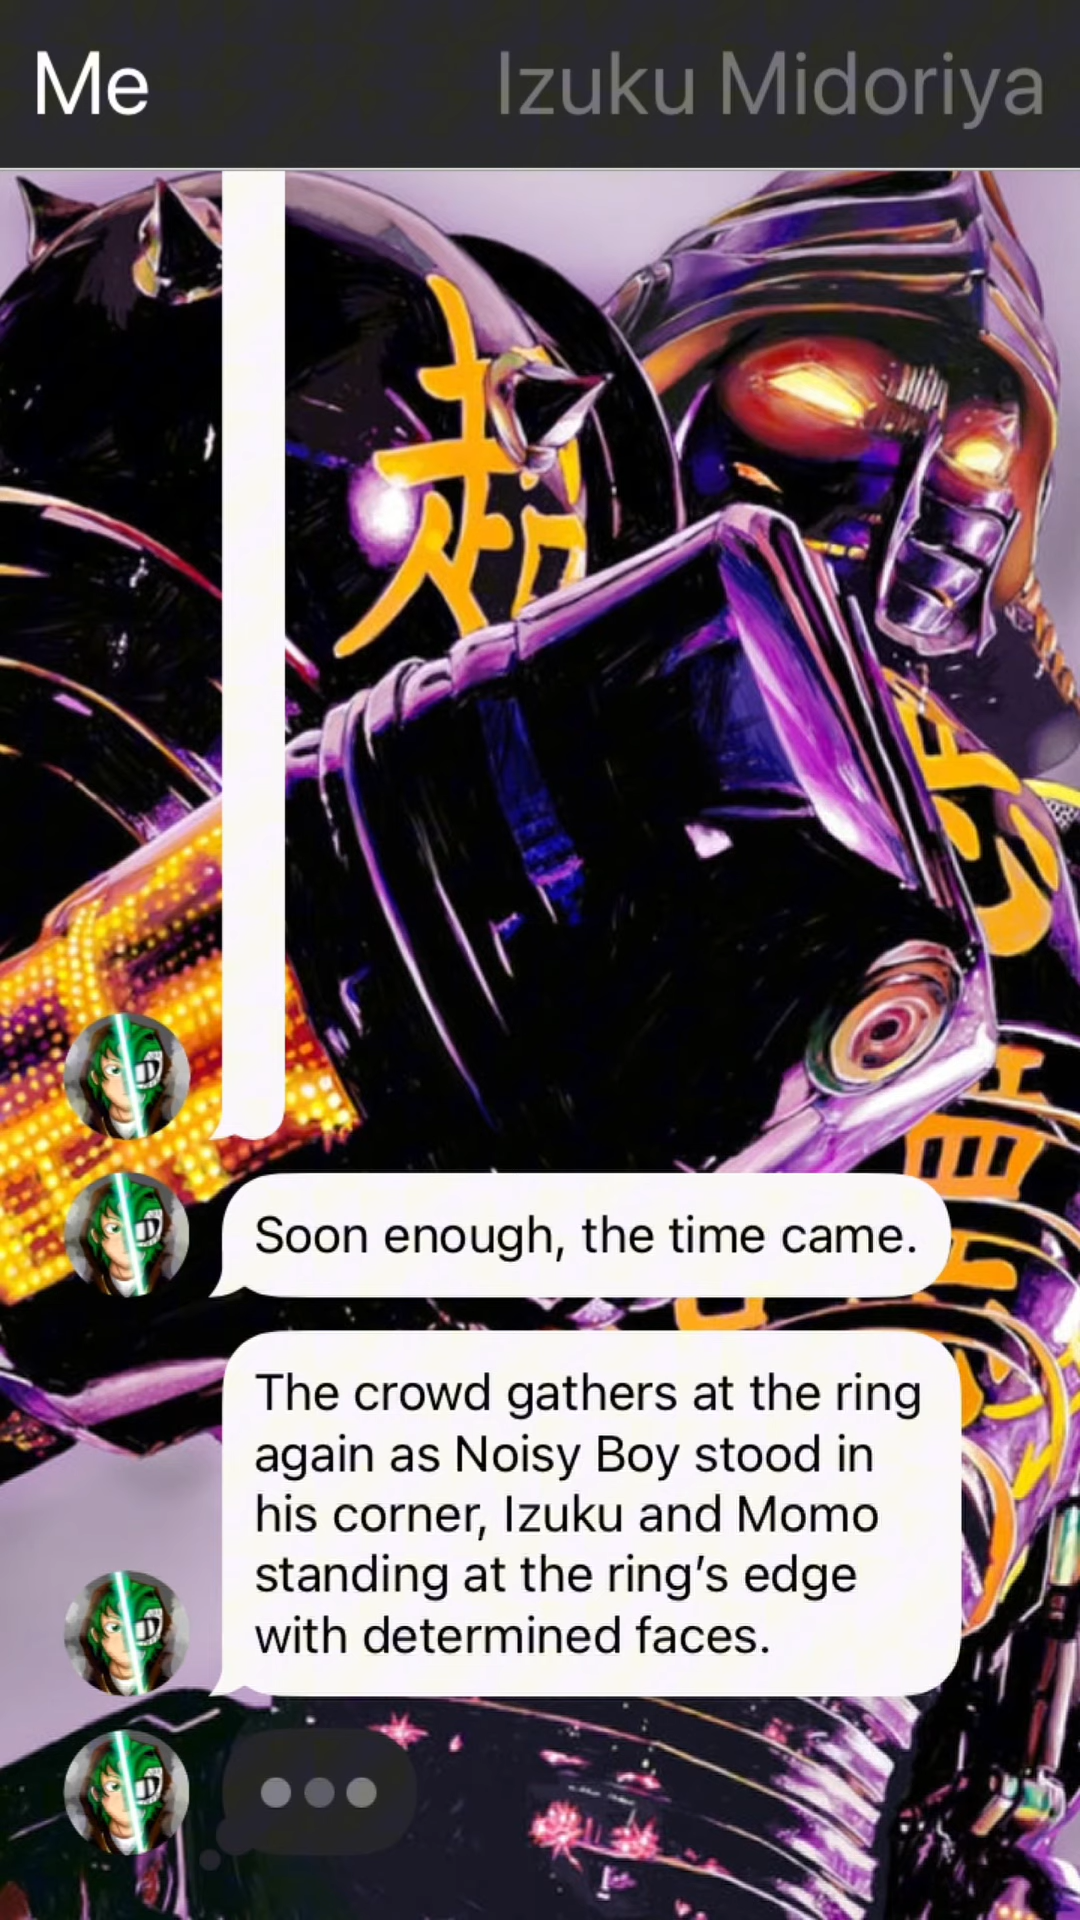 Me
Izuku Midoriya
超
Soon enough, the time came.
The crowd gathers at the ring
again as Noisy Boy stood in
his corner, Izuku and Momo
standing at the ring’s edge
with determined faces.